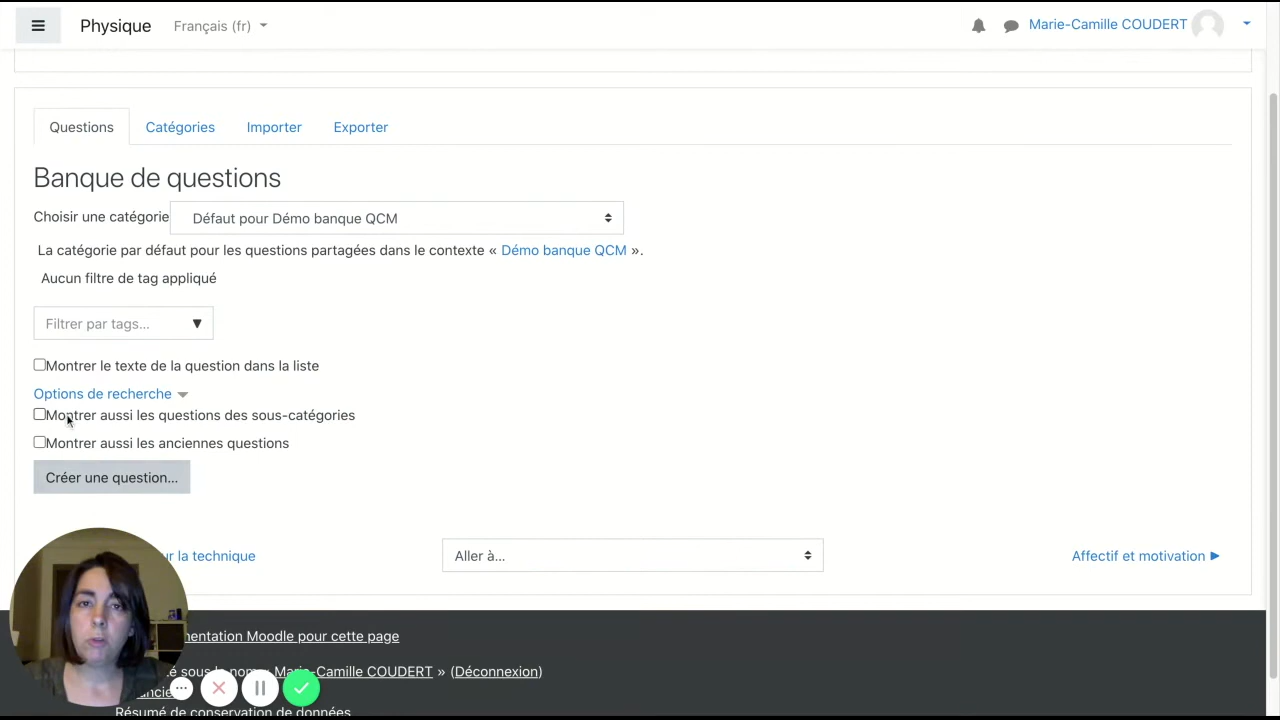 Physique Français (fr) Marie-Camille COUDERT
Questions Catégories Importer Exporter
Banque de questions
Choisir une catégorie Défaut pour Démo banque QCM
La catégorie par défaut pour les questions partagées dans le contexte « Démo banque QCM ».
Aucun filtre de tag appliqué
Filtrer par tags...
Montrer le texte de la question dans la liste
Options de recherche
Montrer aussi les questions des sous-catégories
Montrer aussi les anciennes questions
Créer une question...
la technique Aller à... Affectif et motivation ►
Moodle pour cette page
Marie-Camille COUDERT » (Déconnexion)
Résumé de conservation de données